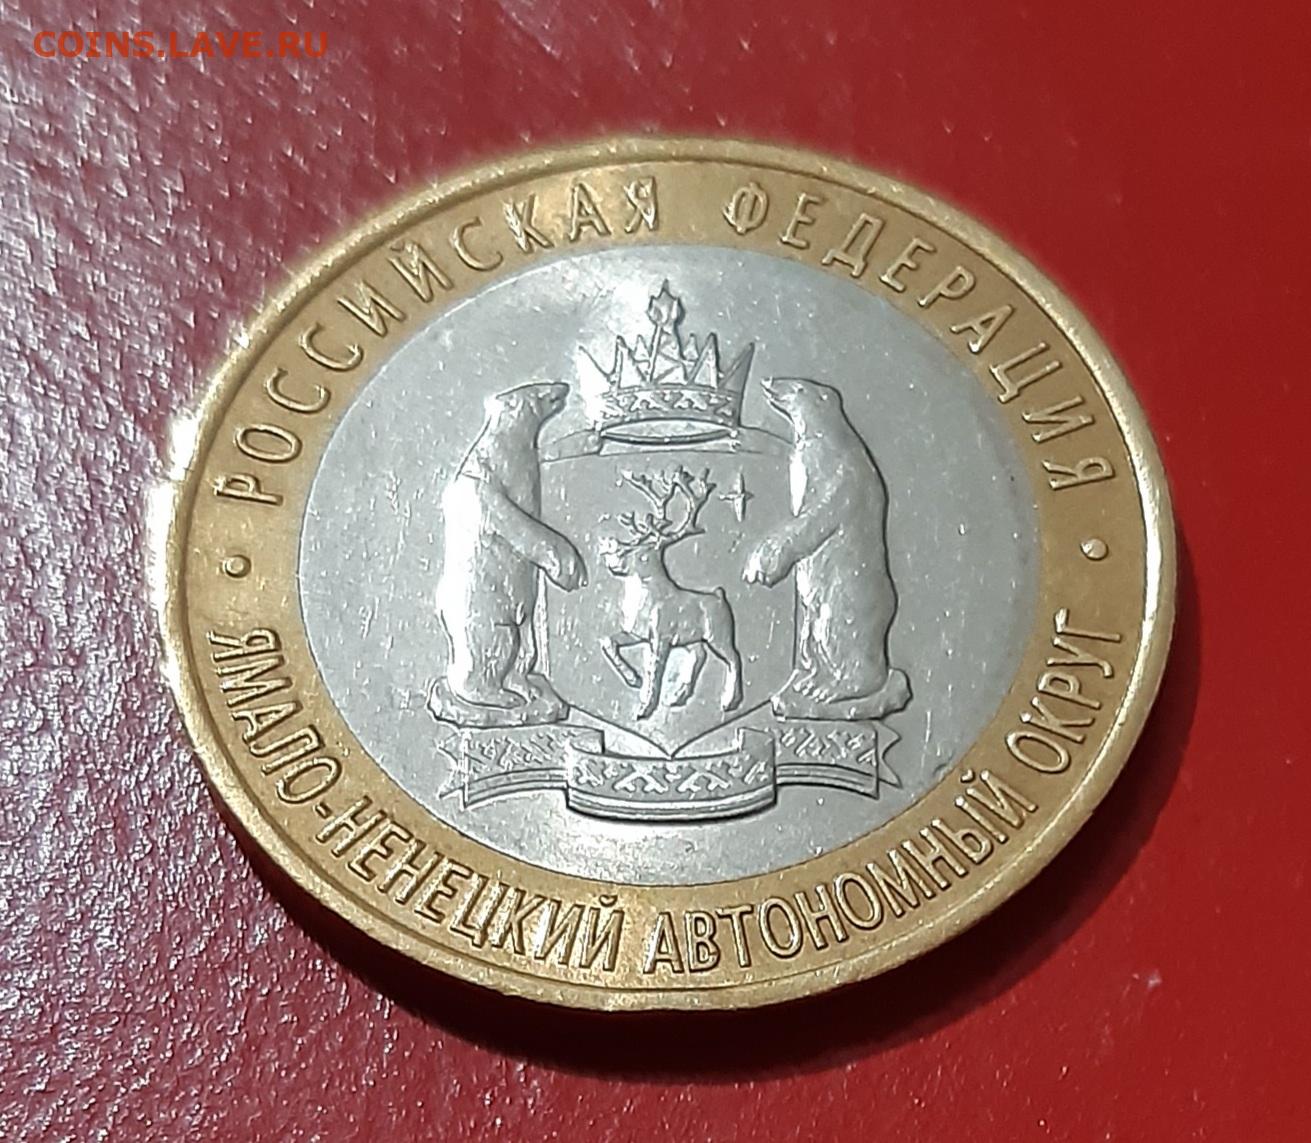 COINS.LAVE.RU
РОССИЙСКАЯ ФЕДЕРАЦИЯ
ЯМАЛО-НЕНЕЦКИЙ АВТОНОМНЫЙ ОКРУГ